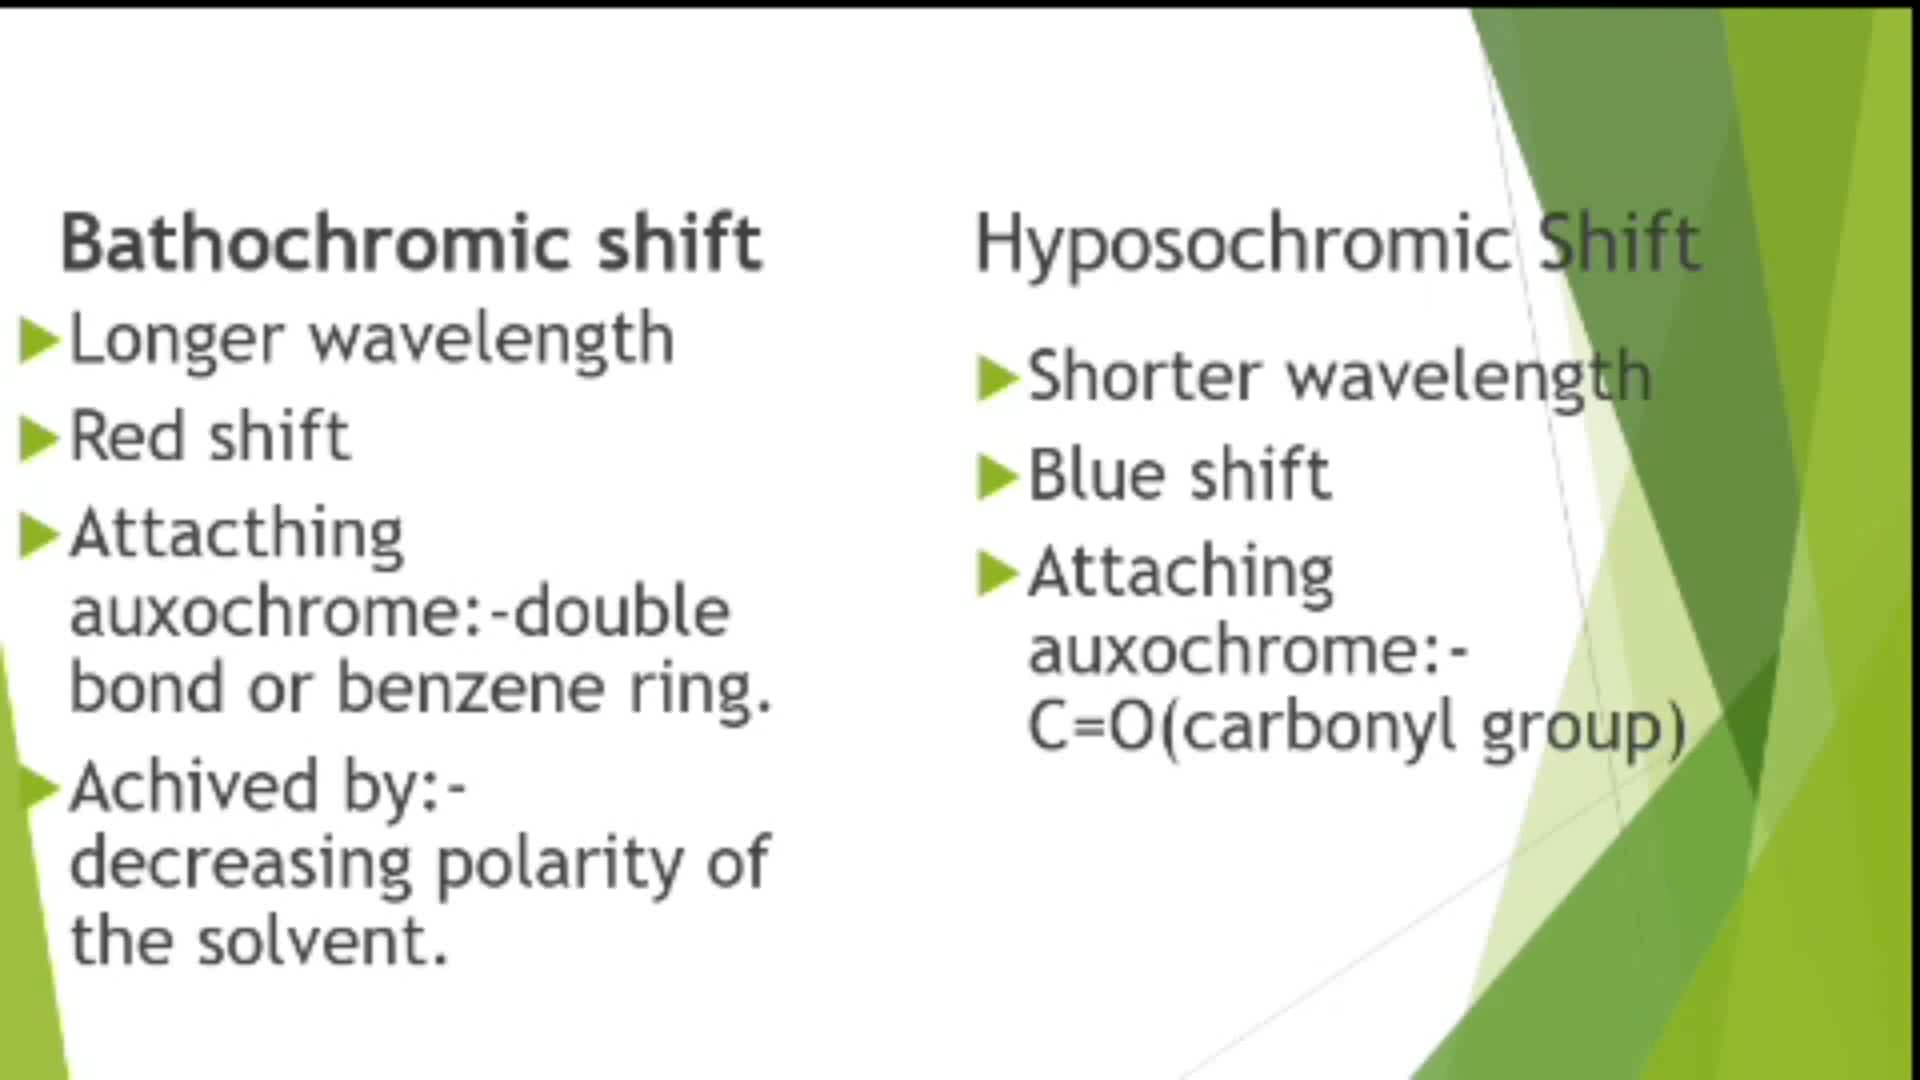 Bathochromic shift
Longer wavelength
Red shift
Attacthing
auxochrome:-double
bond or benzene ring.
Achived by:-
decreasing polarity of
the solvent.
Hyposochromic Shift
Shorter wavelength
Blue shift
Attaching
auxochrome:-
C=O(carbonyl group)